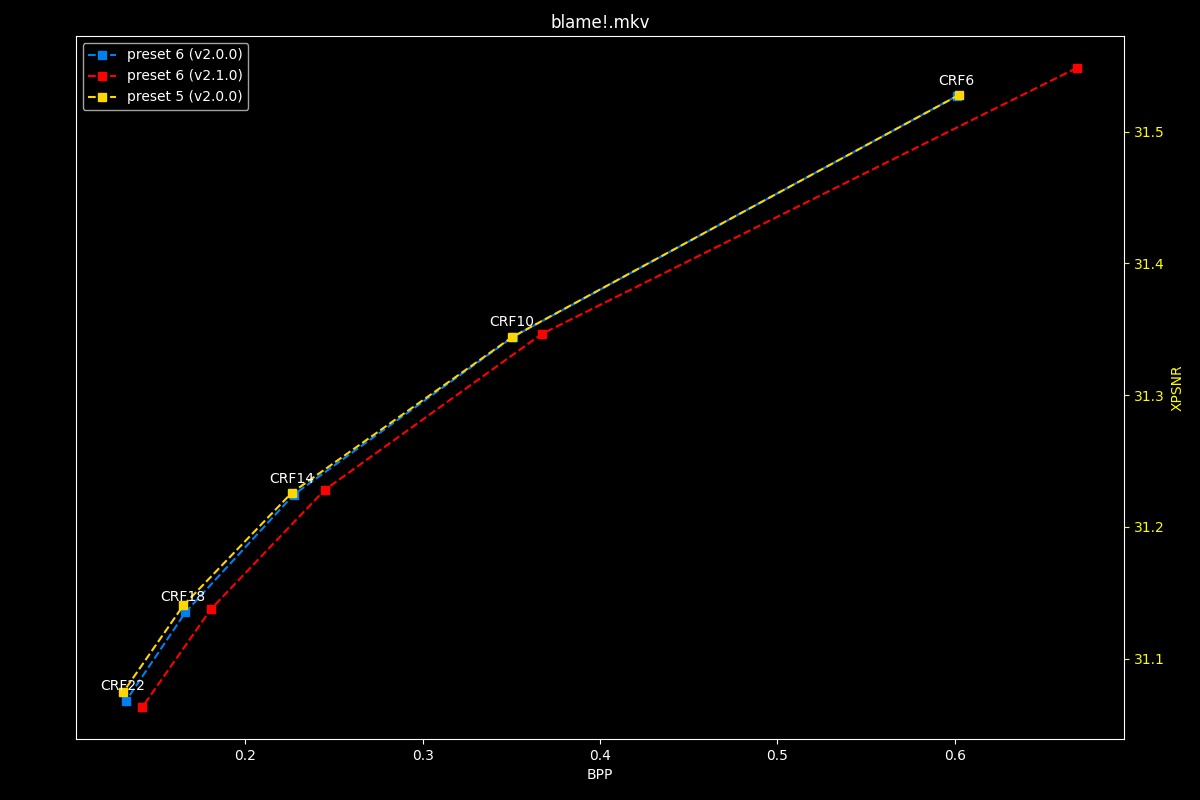 blame!.mkv
preset 6 (v2.0.0)
preset 6 (v2.1.0)
preset 5 (v2.0.0)
CRF6
31.5
31.4
CRF10
31.3
XPSNR
CRF14
31.2
CRF18
31.1
CRF22
0.2 0.3 0.4 0.5 0.6
BPP